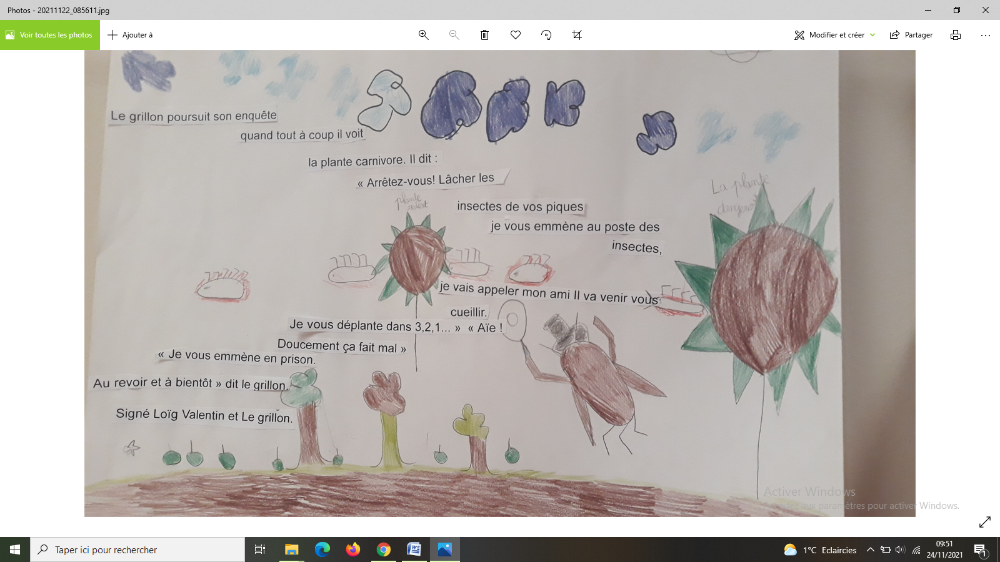 Photos - 20211122_085611.jpg
Voir toutes les photos
Ajouter à
Modifier et créer
Partager
Le grillon poursuit son enquête
quand tout à coup il voit
la plante carnivore. Il dit :
« Arrêtez-vous! Lâcher les
La plante
plante
insectes de vos piques
je vous emmène au poste des
insectes,
je vais appeler mon ami Il va venir vous
cueillir.
Je vous déplante dans 3,2,1... » « Aïe !
Doucement ça fait mal »
« Je vous emmène en prison.
Au revoir et à bientôt » dit le grillon.
Signé Loïg Valentin et Le grillon.
Activer Windows
aux paramètres pour activer Windows.
Taper ici pour rechercher
1°C Eclaircies
09:51
24/11/2021
1